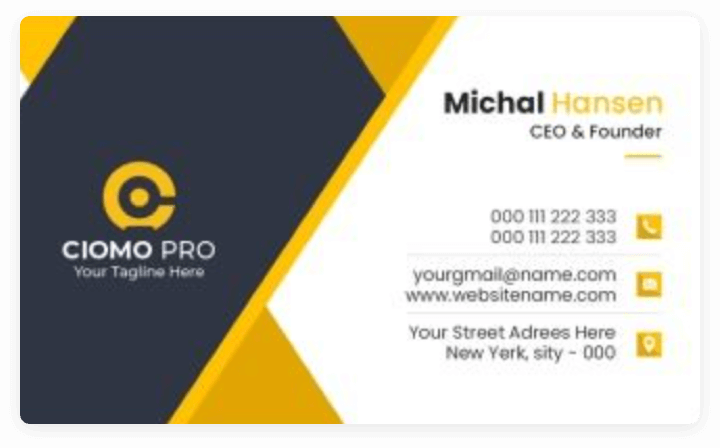 CIOMO PRO
Your Tagline Here
Michal Hansen
CEO & Founder
000 111 222 333
000 111 222 333
yourgmail@name.com
www.websitename.com
Your Street Adrees Here
New Yerk, sity - 000